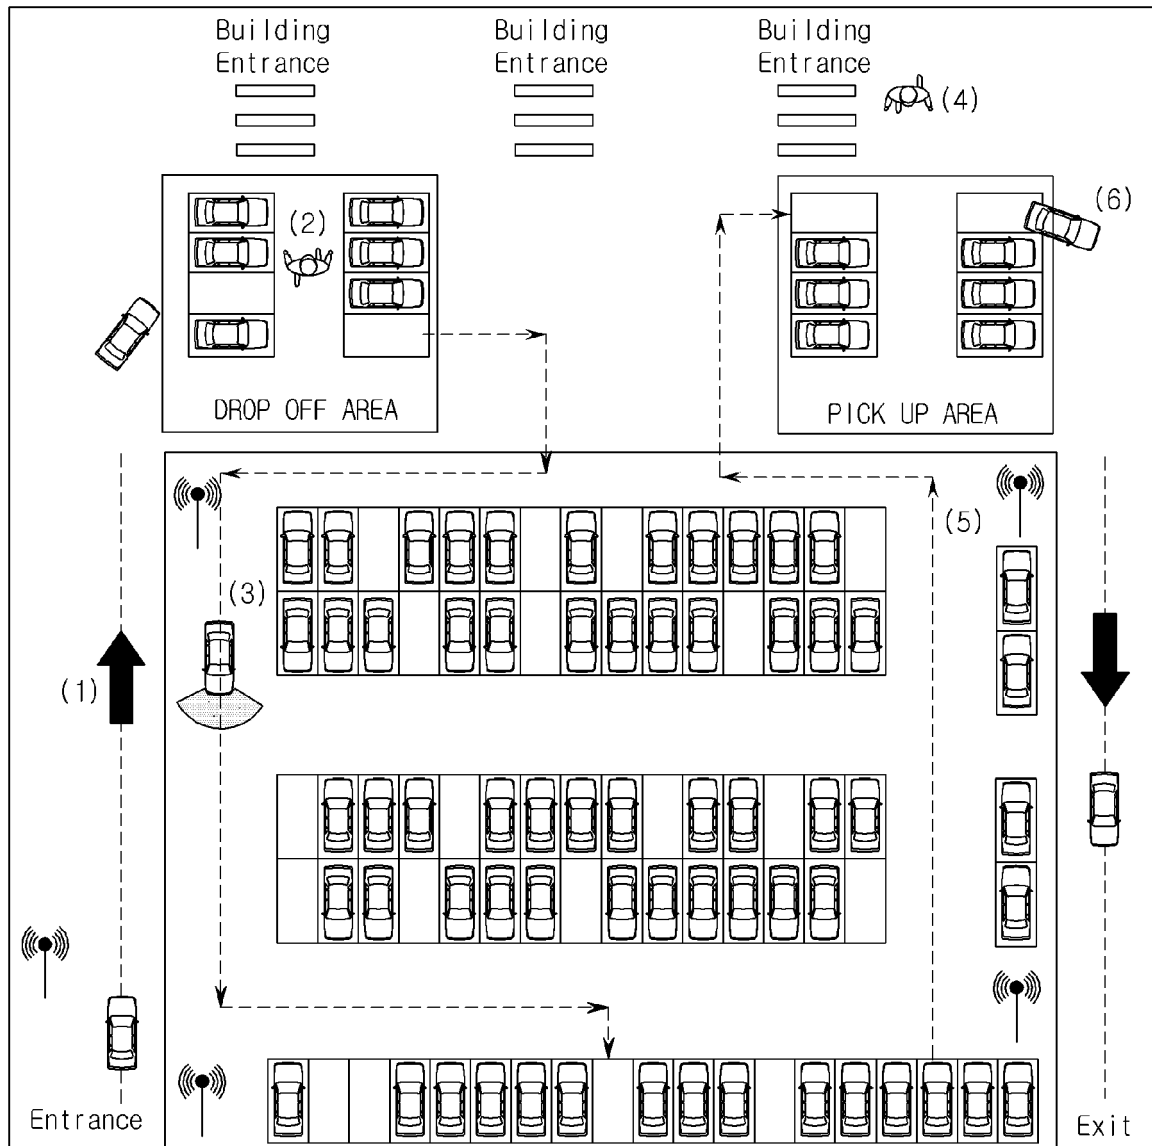 Building
Entrance
Building
Entrance
Building
Entrance
(4)
(2)
(6)
DROP OFF AREA
PICK UP AREA
(5)
(3)
(1)
Entrance
Exit